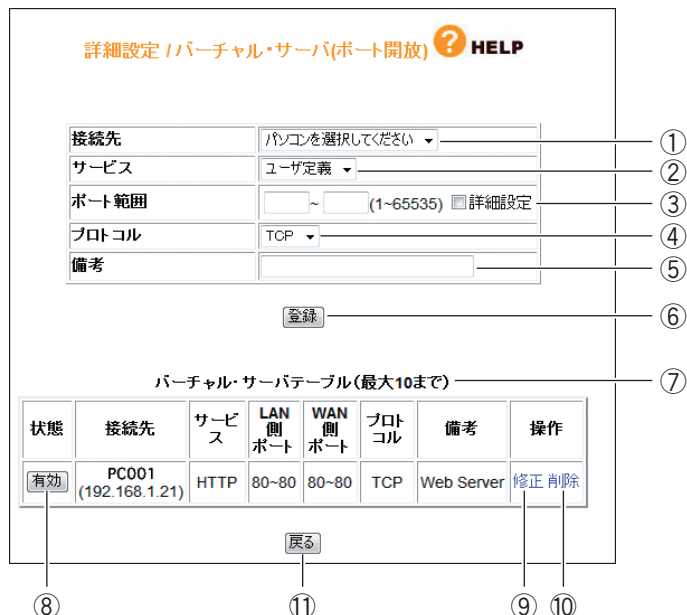 詳細設定 / バーチャル・サーバ(ポート開放) ? HELP
接続先 パソコンを選択してください ①
サービス ユーザ定義 ②
ポート範囲 ~ (1~65535) 詳細設定 ③
プロトコル TCP ④
備考 ⑤
登録 ⑥
バーチャル・サーバテーブル(最大10まで) ⑦
状態 接続先 サービス LAN側ポート WAN側ポート プロトコル 備考 操作
有効 PC001 (192.168.1.21) HTTP 80~80 80~80 TCP Web Server 修正 削除
戻る
⑧ ⑪ ⑨ ⑩